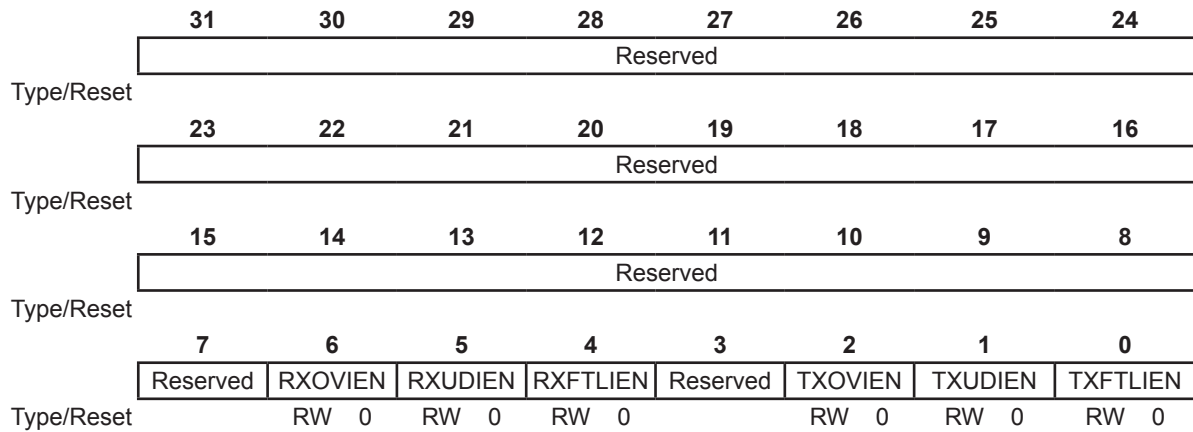 31 30 29 28 27 26 25 24
Reserved
Type/Reset
23 22 21 20 19 18 17 16
Reserved
Type/Reset
15 14 13 12 11 10 9 8
Reserved
Type/Reset
7 6 5 4 3 2 1 0
Reserved RXOVIEN RXUDIEN RXFTLIEN Reserved TXOVIEN TXUDIEN TXFTLIEN
Type/Reset RW 0 RW 0 RW 0 RW 0 RW 0 RW 0